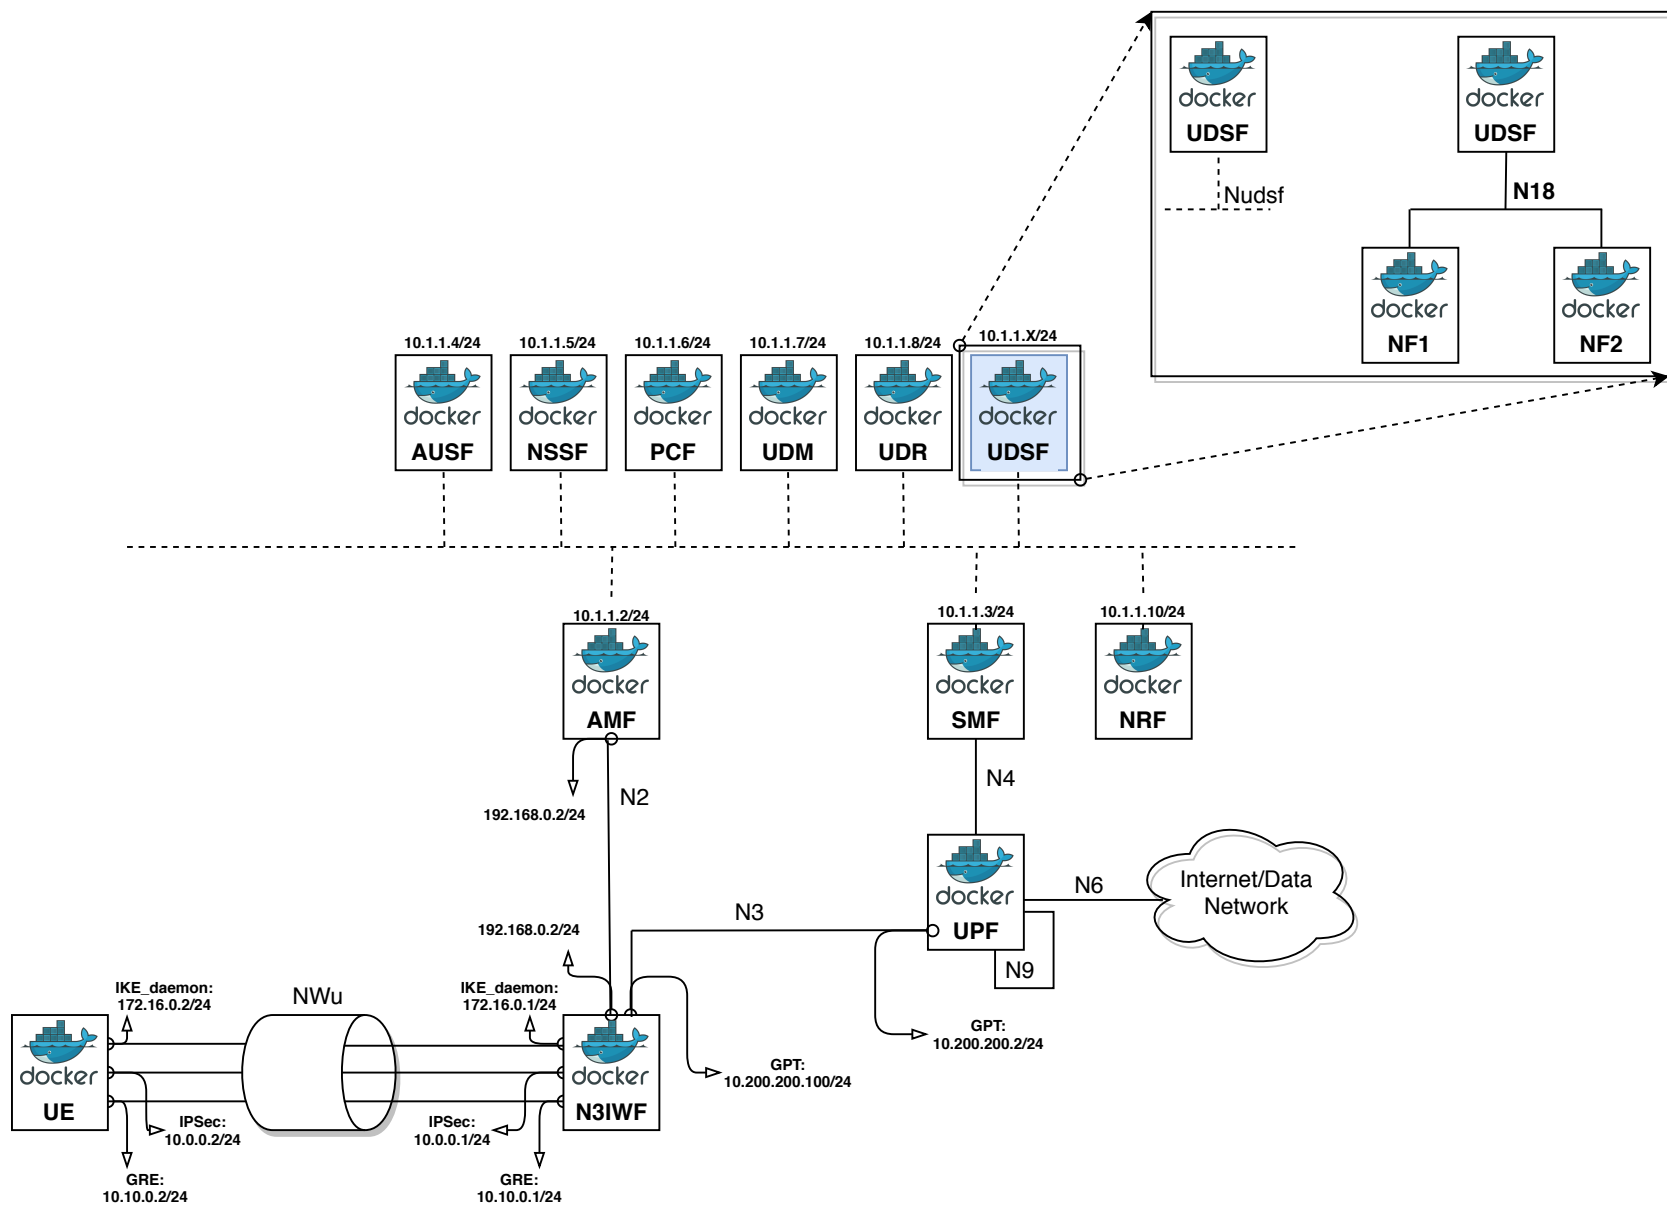 docker
UDSF
Nudsf
docker
UDSF
N18
docker
NF1
docker
NF2
10.1.1.4/24
docker
AUSF
10.1.1.5/24
docker
NSSF
10.1.1.6/24
docker
PCF
10.1.1.7/24
docker
UDM
10.1.1.8/24
docker
UDR
10.1.1.X/24
docker
UDSF
10.1.1.2/24
docker
AMF
10.1.1.3/24
docker
SMF
10.1.1.10/24
docker
NRF
192.168.0.2/24
N2
N4
docker
UPF
N6
Internet/Data
Network
N9
N3
192.168.0.2/24
IKE_daemon:
172.16.0.2/24
NWu
IKE_daemon:
172.16.0.1/24
GPT:
10.200.200.2/24
docker
UE
docker
N3IWF
GPT:
10.200.200.100/24
IPSec:
10.0.0.2/24
IPSec:
10.0.0.1/24
GRE:
10.10.0.2/24
GRE:
10.10.0.1/24